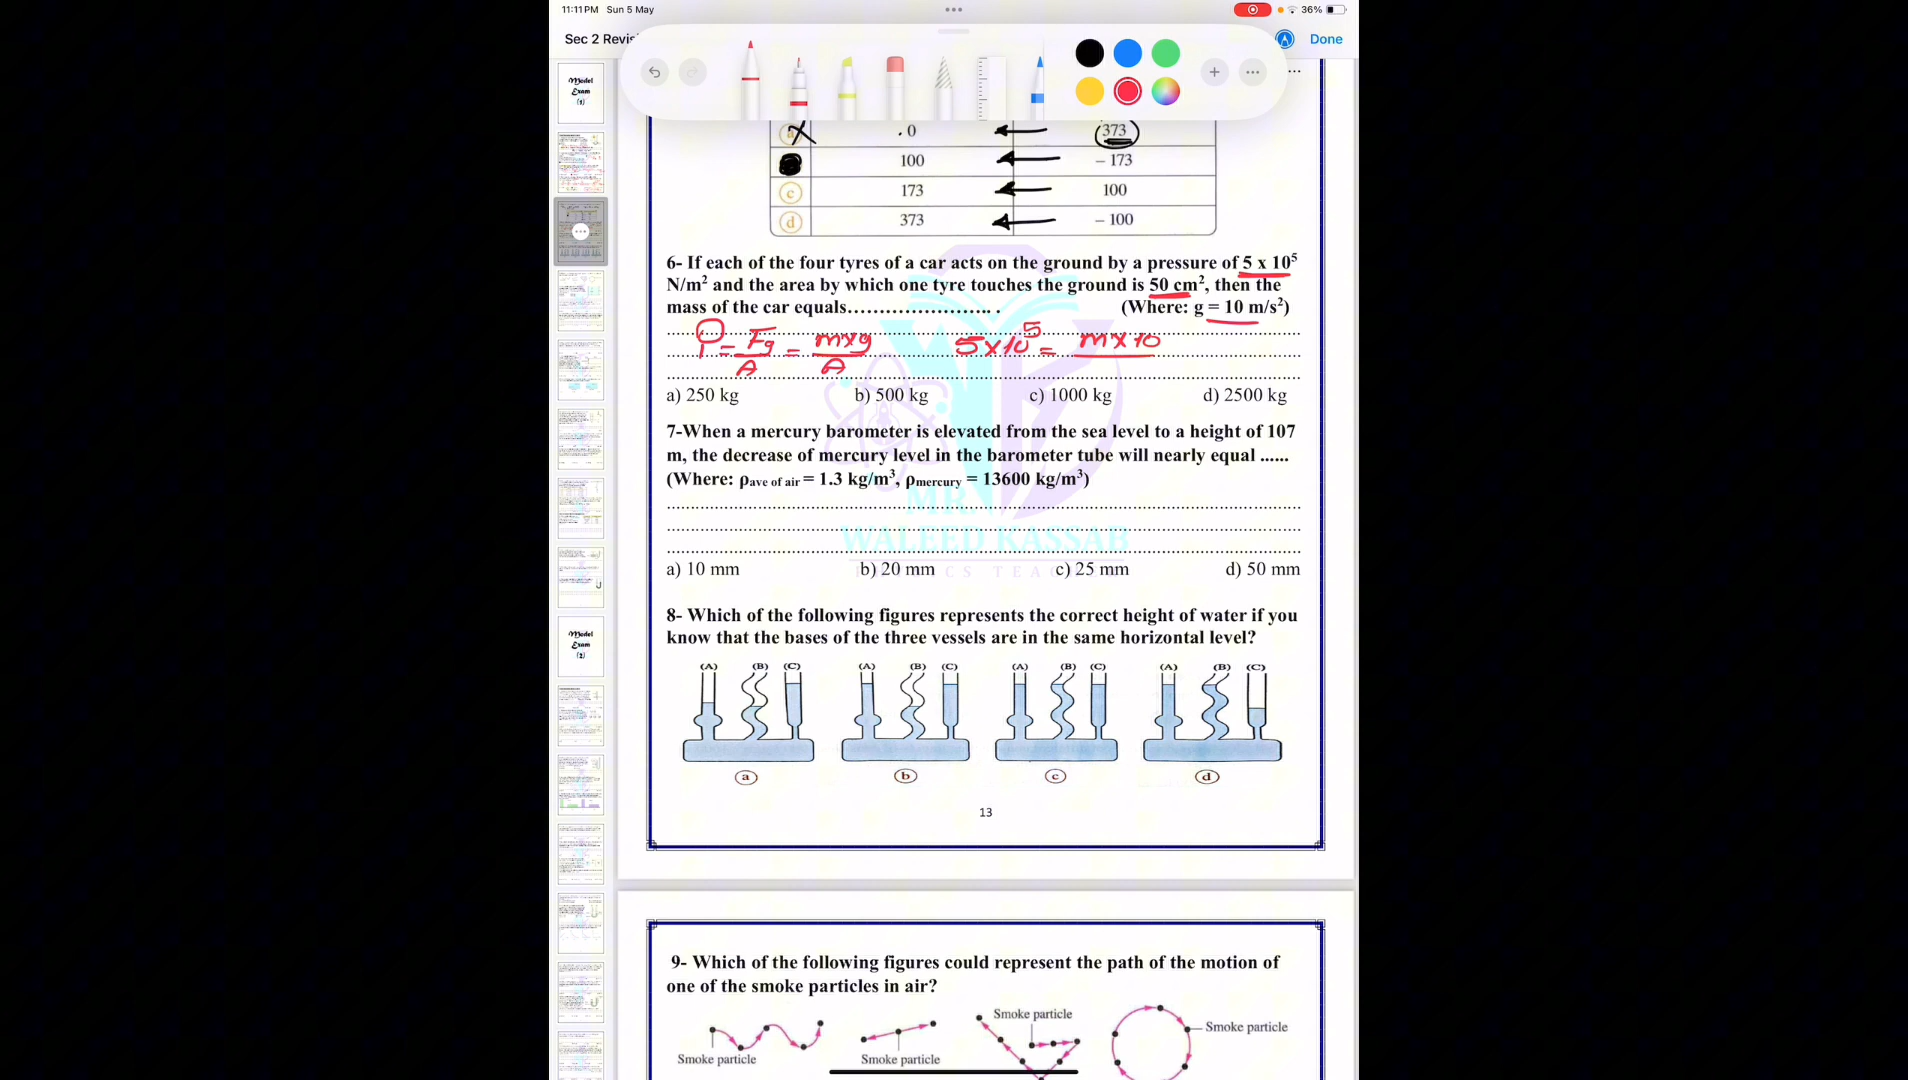 11:11 PM Sun 5 May
36%
Sec 2 Revis
Done
Model
Exam
(1)
Model
Exam
(2)
a .0 373
100 – 173
c 173 100
d 373 – 100
6- If each of the four tyres of a car acts on the ground by a pressure of 5 x 10⁵
N/m² and the area by which one tyre touches the ground is 50 cm², then the
mass of the car equals…………………….. . (Where: g = 10 m/s²)
P = Fg/A = m×g/A 5×10⁵ = m×10
a) 250 kg b) 500 kg c) 1000 kg d) 2500 kg
7-When a mercury barometer is elevated from the sea level to a height of 107
m, the decrease of mercury level in the barometer tube will nearly equal ......
(Where: ρave of air = 1.3 kg/m³, ρmercury = 13600 kg/m³)
MR
WALEED KASSAB
a) 10 mm b) 20 mm c) 25 mm d) 50 mm
PHYSICS TEACHER
8- Which of the following figures represents the correct height of water if you
know that the bases of the three vessels are in the same horizontal level?
(A) (B) (C) (A) (B) (C) (A) (B) (C) (A) (B) (C)
a b c d
13
9- Which of the following figures could represent the path of the motion of
one of the smoke particles in air?
Smoke particle
Smoke particle
Smoke particle Smoke particle